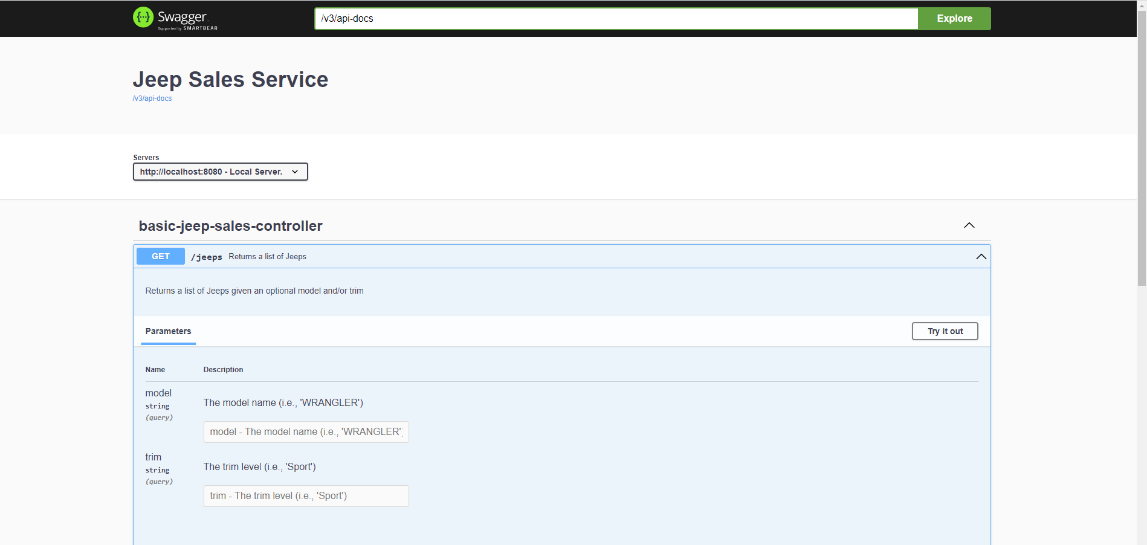 Swagger
Supported by SMARTBEAR
/v3/api-docs
Explore
Jeep Sales Service
/v3/api-docs
Servers
http://localhost:8080 - Local Server.
basic-jeep-sales-controller
GET /jeeps Returns a list of Jeeps
Returns a list of Jeeps given an optional model and/or trim
Parameters
Try it out
Name Description
model
string
(query)
The model name (i.e., 'WRANGLER')
model - The model name (i.e., 'WRANGLER'
trim
string
(query)
The trim level (i.e., 'Sport')
trim - The trim level (i.e., 'Sport')